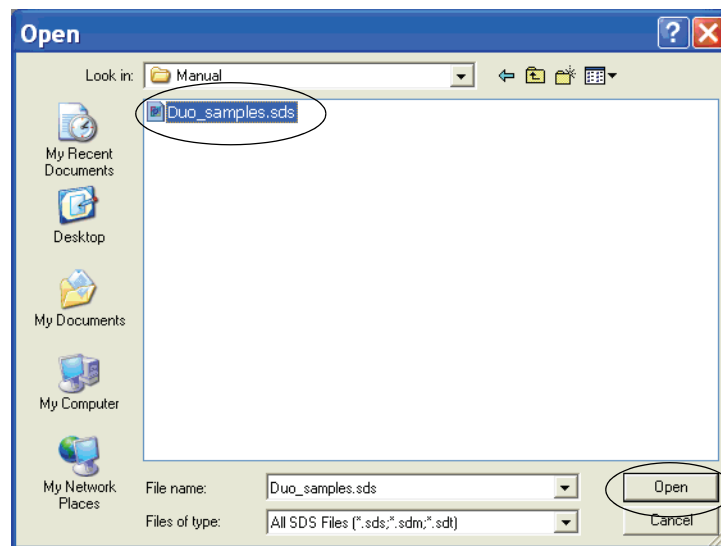 Open
Look in: Manual
Duo_samples.sds
My Recent
Documents
Desktop
My Documents
My Computer
My Network
Places
File name: Duo_samples.sds Open
Files of type: All SDS Files (*.sds;*.sdm;*.sdt) Cancel